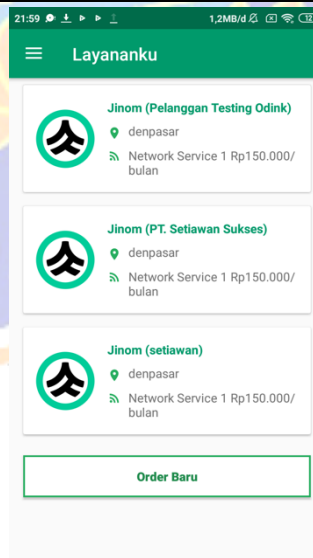 21:59 1,2MB/d 12
Layananku
Jinom (Pelanggan Testing Odink)
denpasar
Network Service 1 Rp150.000/
bulan
Jinom (PT. Setiawan Sukses)
denpasar
Network Service 1 Rp150.000/
bulan
Jinom (setiawan)
denpasar
Network Service 1 Rp150.000/
bulan
Order Baru